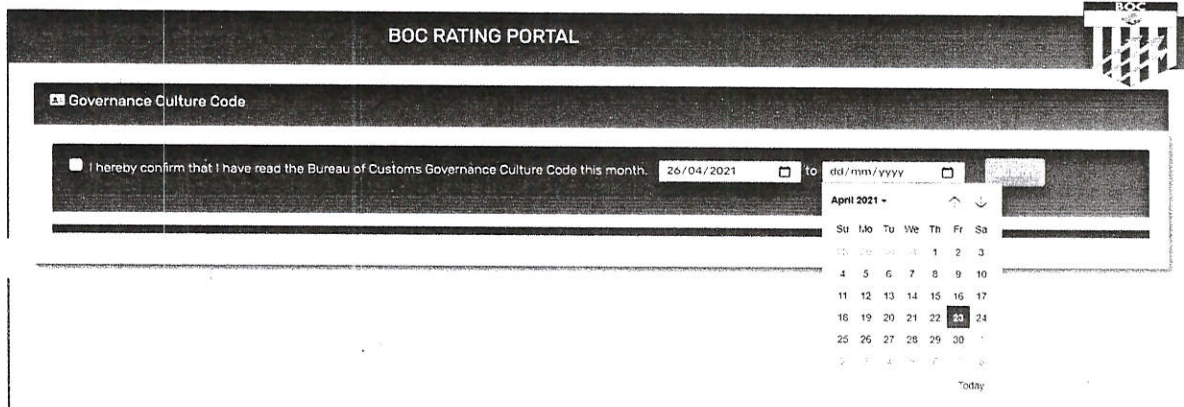 BOC
BOC RATING PORTAL
Governance Culture Code
I hereby confirm that I have read the Bureau of Customs Governance Culture Code this month. 26/04/2021 to dd/mm/yyyy
April 2021
Su Mo Tu We Th Fr Sa
1 2 3
4 5 6 7 8 9 10
11 12 13 14 15 16 17
18 19 20 21 22 23 24
25 26 27 28 29 30 1
Today